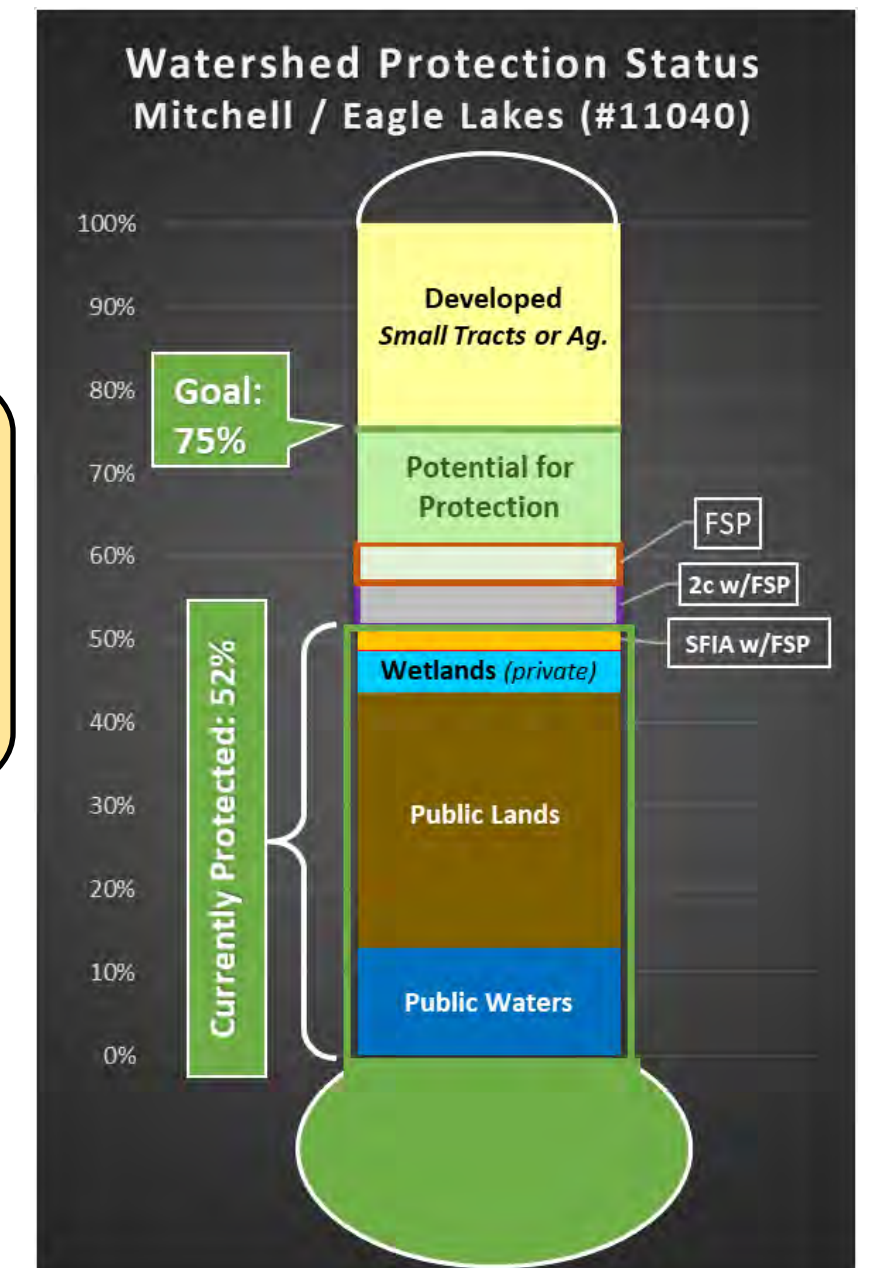 Watershed Protection Status
Mitchell / Eagle Lakes (#11040)
100%
90%
80%
70%
60%
50%
40%
30%
20%
10%
0%
Goal:
75%
Currently Protected: 52%
Developed
Small Tracts or Ag.
Potential for
Protection
FSP
2c w/FSP
SFIA w/FSP
Wetlands (private)
Public Lands
Public Waters